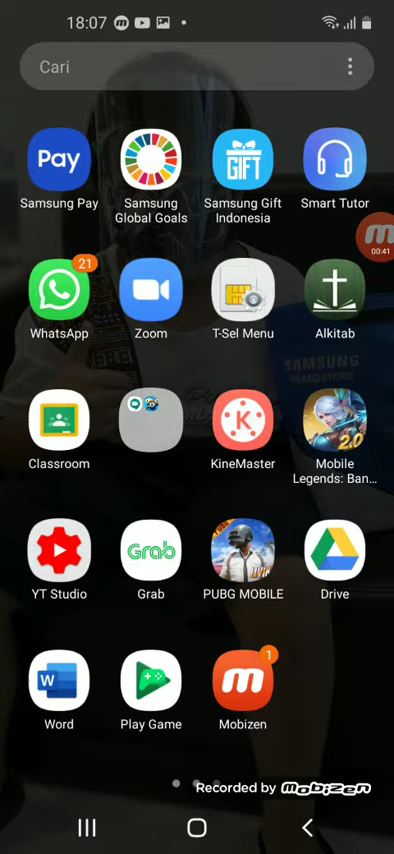 18:07
Cari
Pay
GIFT
Samsung Pay
Samsung Global Goals
Samsung Gift Indonesia
Smart Tutor
00:41
21
WhatsApp
Zoom
T-Sel Menu
Alkitab
SAMSUNG
2.0
Classroom
KineMaster
Mobile Legends: Ban...
Grab
YT Studio
Grab
PUBG MOBILE
Drive
W
1
Word
Play Game
Mobizen
Recorded by mobizen